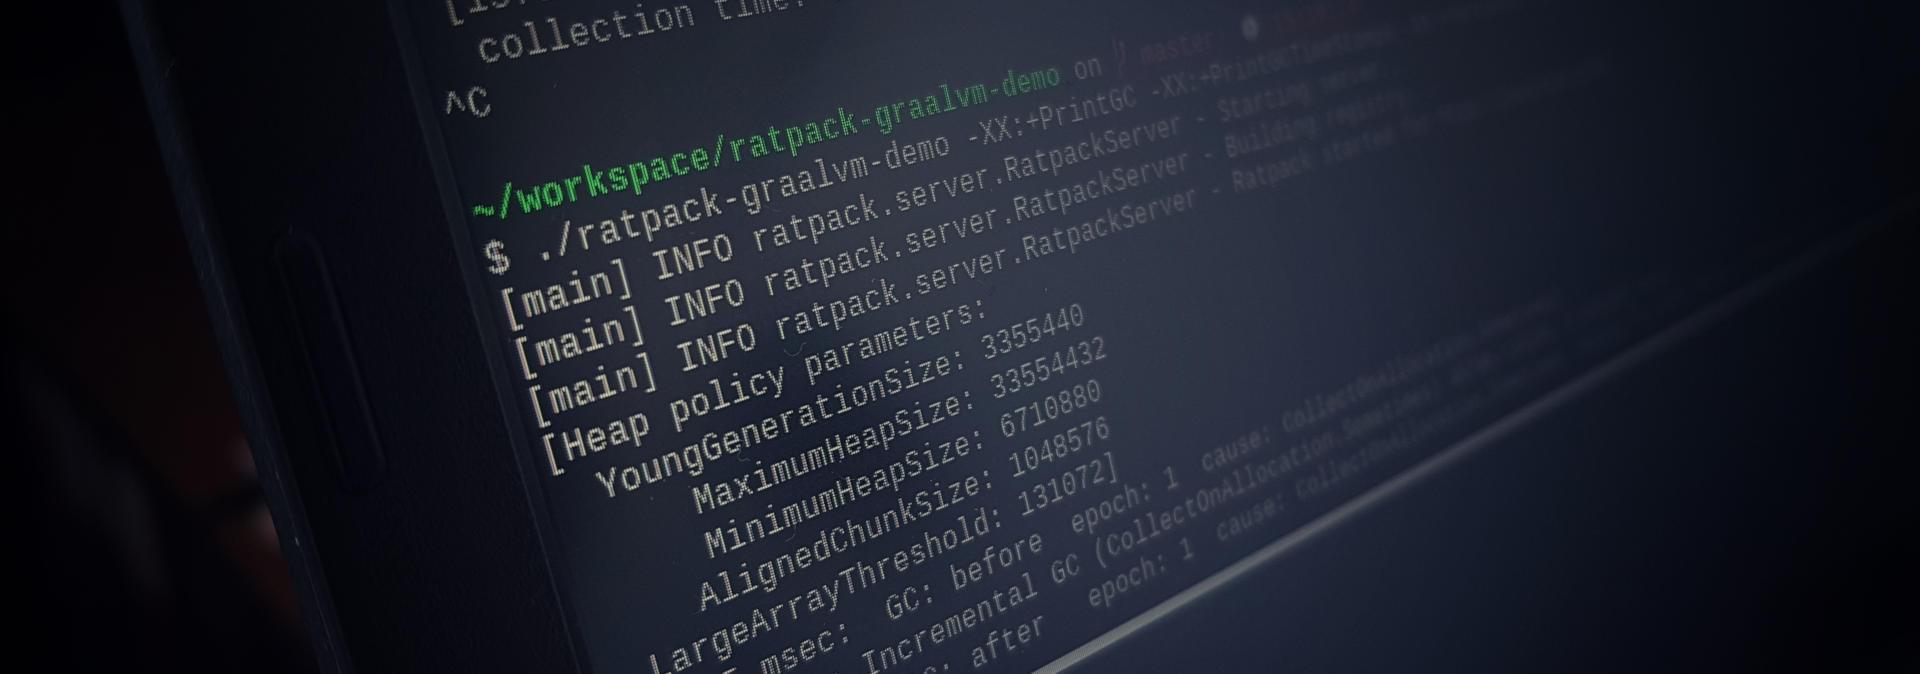 collection time:
^C
~/workspace/ratpack-graalvm-demo on master
$ ./ratpack-graalvm-demo -XX:+PrintGC -XX:+PrintGCTimeStamps
[main] INFO ratpack.server.RatpackServer - Starting server...
[main] INFO ratpack.server.RatpackServer - Building registry...
[main] INFO ratpack.server.RatpackServer - Ratpack started
[Heap policy parameters:
YoungGenerationSize: 3355440
MaximumHeapSize: 33554432
MinimumHeapSize: 6710880
AlignedChunkSize: 1048576
LargeArrayThreshold: 131072]
msec: GC: before epoch: 1 cause: CollectOnAllocation.Sometimes]
Incremental GC (CollectOnAllocation.Sometimes)
after epoch: 1 cause: CollectOnAllocation.Sometimes